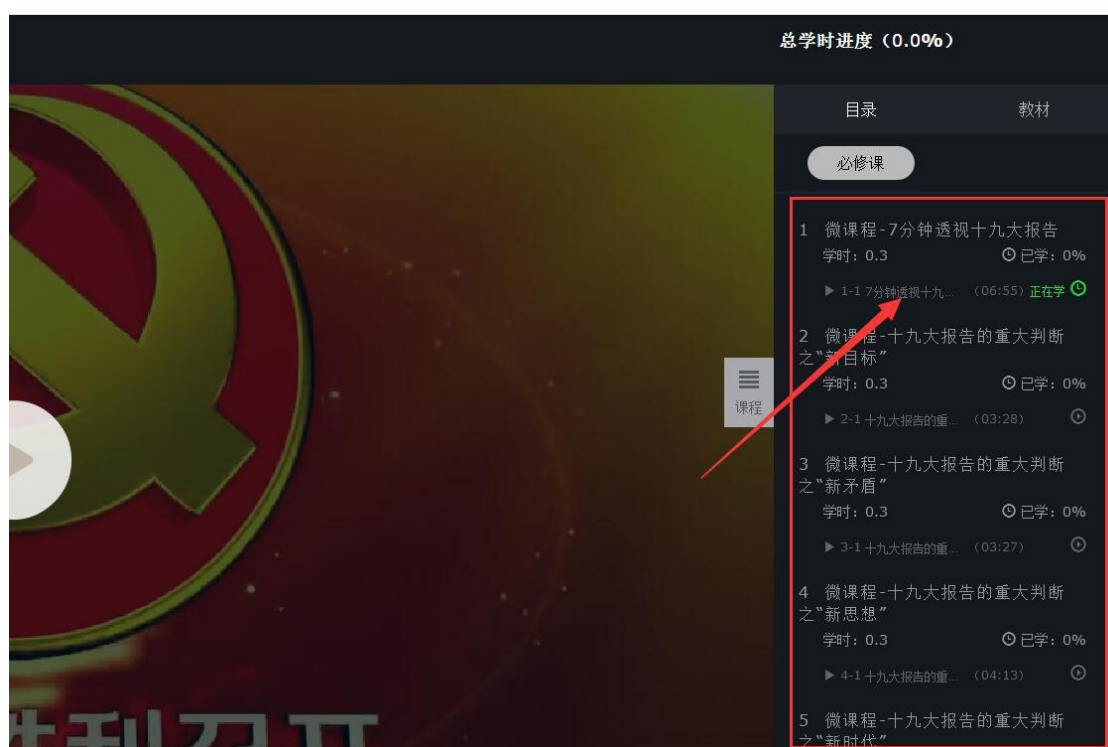 总学时进度（0.0%）
目录 教材
必修课
1 微课程-7分钟透视十九大报告
学时：0.3 已学：0%
1-1 7分钟透视十九... （06:55）正在学
2 微课程-十九大报告的重大判断
之“新目标”
学时：0.3 已学：0%
课程
2-1 十九大报告的重... （03:28）
3 微课程-十九大报告的重大判断
之“新矛盾”
学时：0.3 已学：0%
3-1 十九大报告的重... （03:27）
4 微课程-十九大报告的重大判断
之“新思想”
学时：0.3 已学：0%
4-1 十九大报告的重... （04:13）
5 微课程-十九大报告的重大判断
之“新时代”
胜利召开